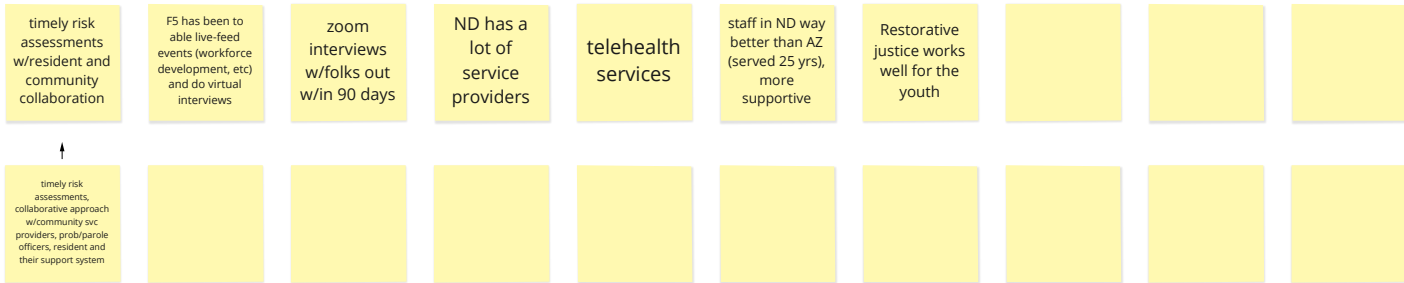 timely risk
assessments
w/resident and
community
collaboration
F5 has been to
able live-feed
events (workforce
development, etc)
and do virtual
interviews
zoom
interviews
w/folks out
w/in 90 days
ND has a
lot of
service
providers
telehealth
services
staff in ND way
better than AZ
(served 25 yrs),
more
supportive
Restorative
justice works
well for the
youth
timely risk
assessments,
collaborative approach
w/community svc
providers, prob/parole
officers, resident and
their support system